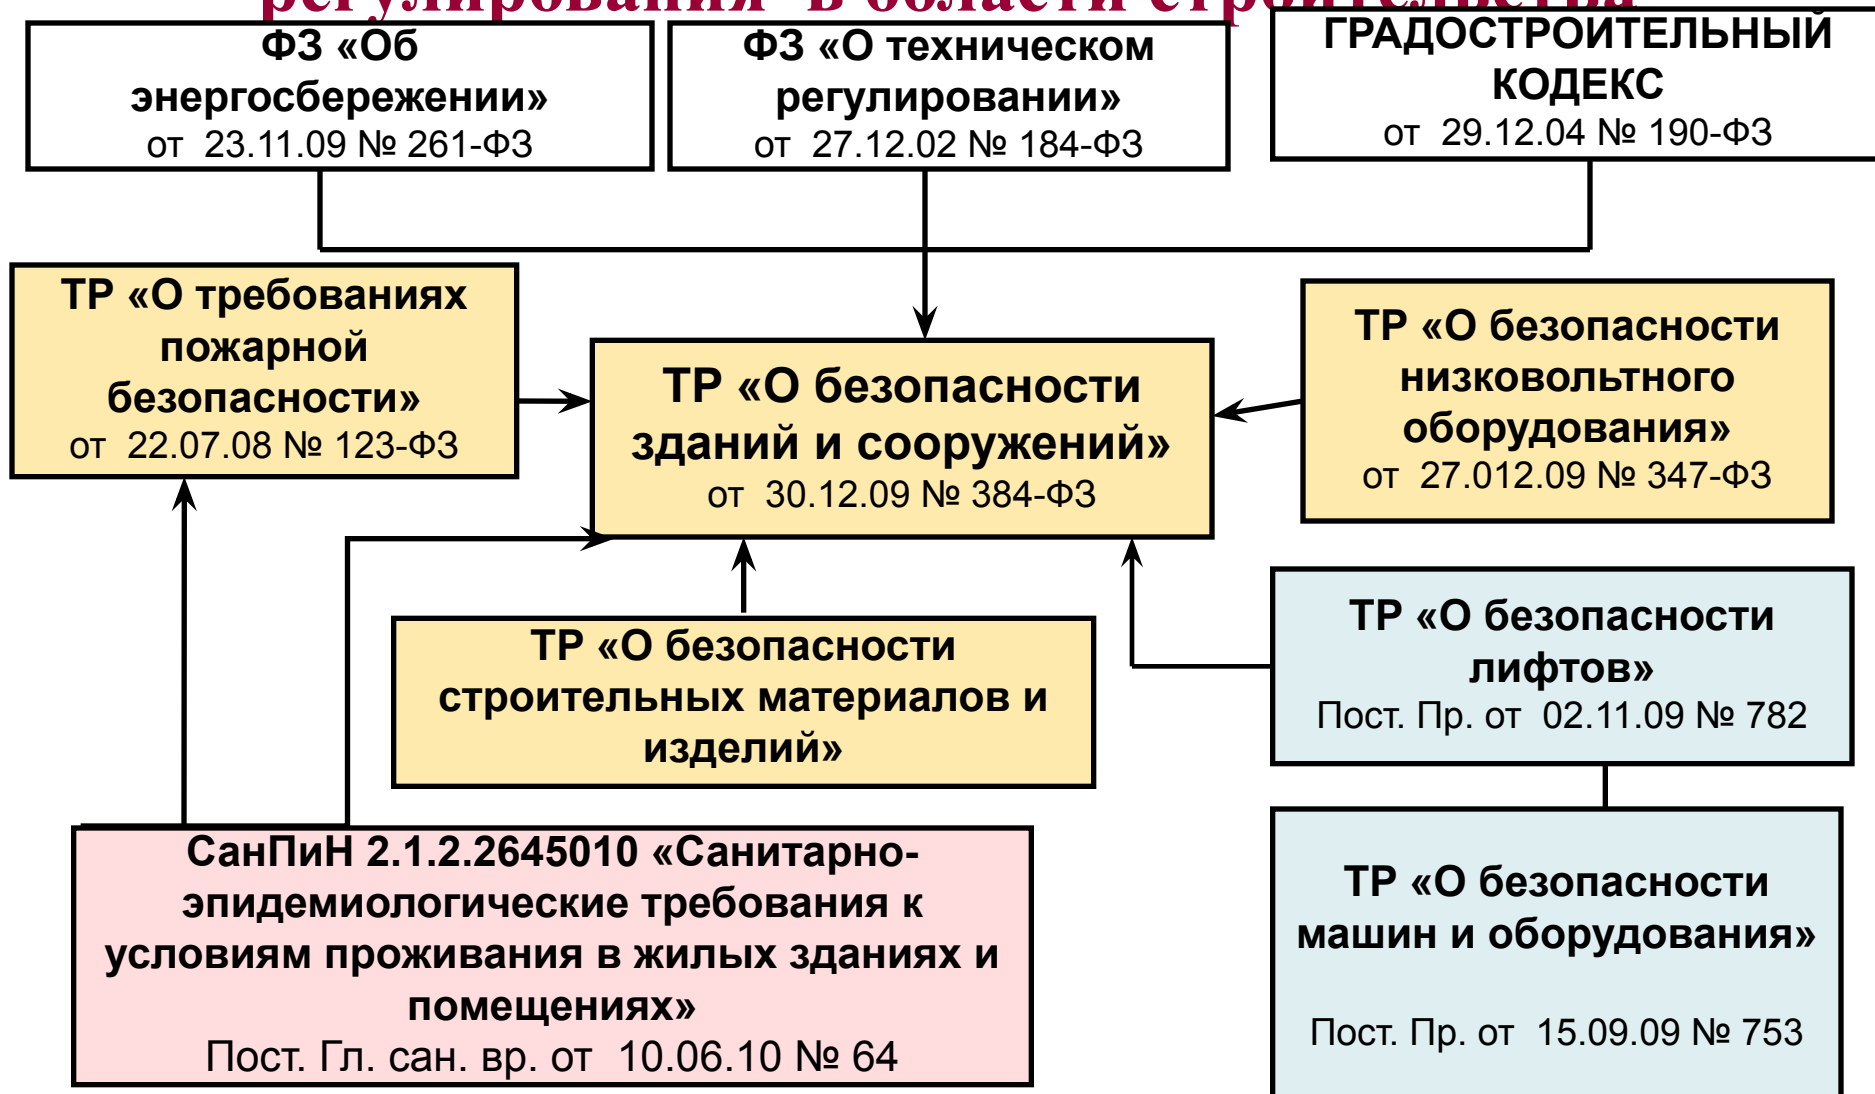 регулирования в области строительства
ФЗ «Об
энергосбережении»
от 23.11.09 № 261-ФЗ
ФЗ «О техническом
регулировании»
от 27.12.02 № 184-ФЗ
ГРАДОСТРОИТЕЛЬНЫЙ
КОДЕКС
от 29.12.04 № 190-ФЗ
ТР «О требованиях
пожарной
безопасности»
от 22.07.08 № 123-ФЗ
ТР «О безопасности
зданий и сооружений»
от 30.12.09 № 384-ФЗ
ТР «О безопасности
низковольтного
оборудования»
от 27.012.09 № 347-ФЗ
ТР «О безопасности
строительных материалов и
изделий»
ТР «О безопасности
лифтов»
Пост. Пр. от 02.11.09 № 782
СанПиН 2.1.2.2645010 «Санитарно-
эпидемиологические требования к
условиям проживания в жилых зданиях и
помещениях»
Пост. Гл. сан. вр. от 10.06.10 № 64
ТР «О безопасности
машин и оборудования»
Пост. Пр. от 15.09.09 № 753